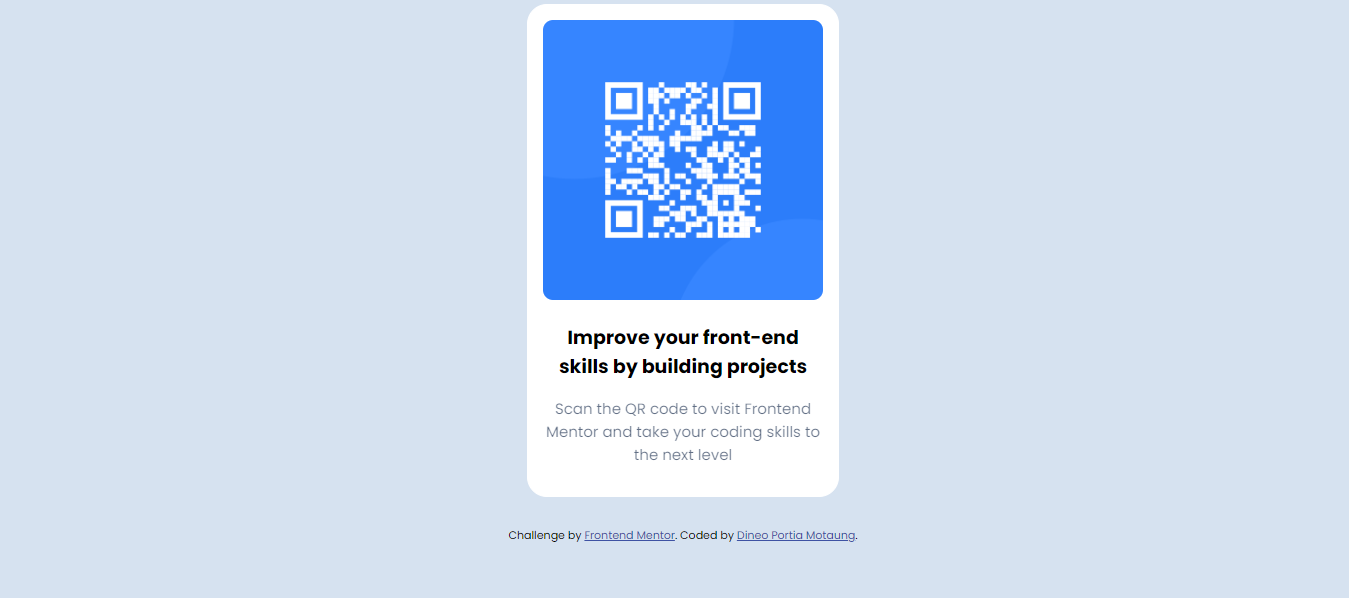 Improve your front-end
skills by building projects
Scan the QR code to visit Frontend
Mentor and take your coding skills to
the next level
Challenge by Frontend Mentor. Coded by Dineo Portia Motaung.